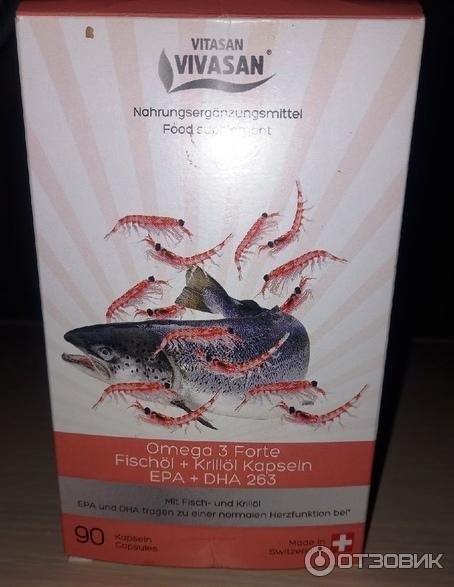 VITASAN
VIVASAN®
Nahrungsergänzungsmittel
Food supplement
Omega 3 Forte
Fischöl + Krillöl Kapseln
EPA + DHA 263
Mit Fisch- und Krillöl
EPA und DHA tragen zu einer normalen Herzfunktion bei*
90 Kapseln
Capsules
Made in
Switzerland
ОТЗОВИК